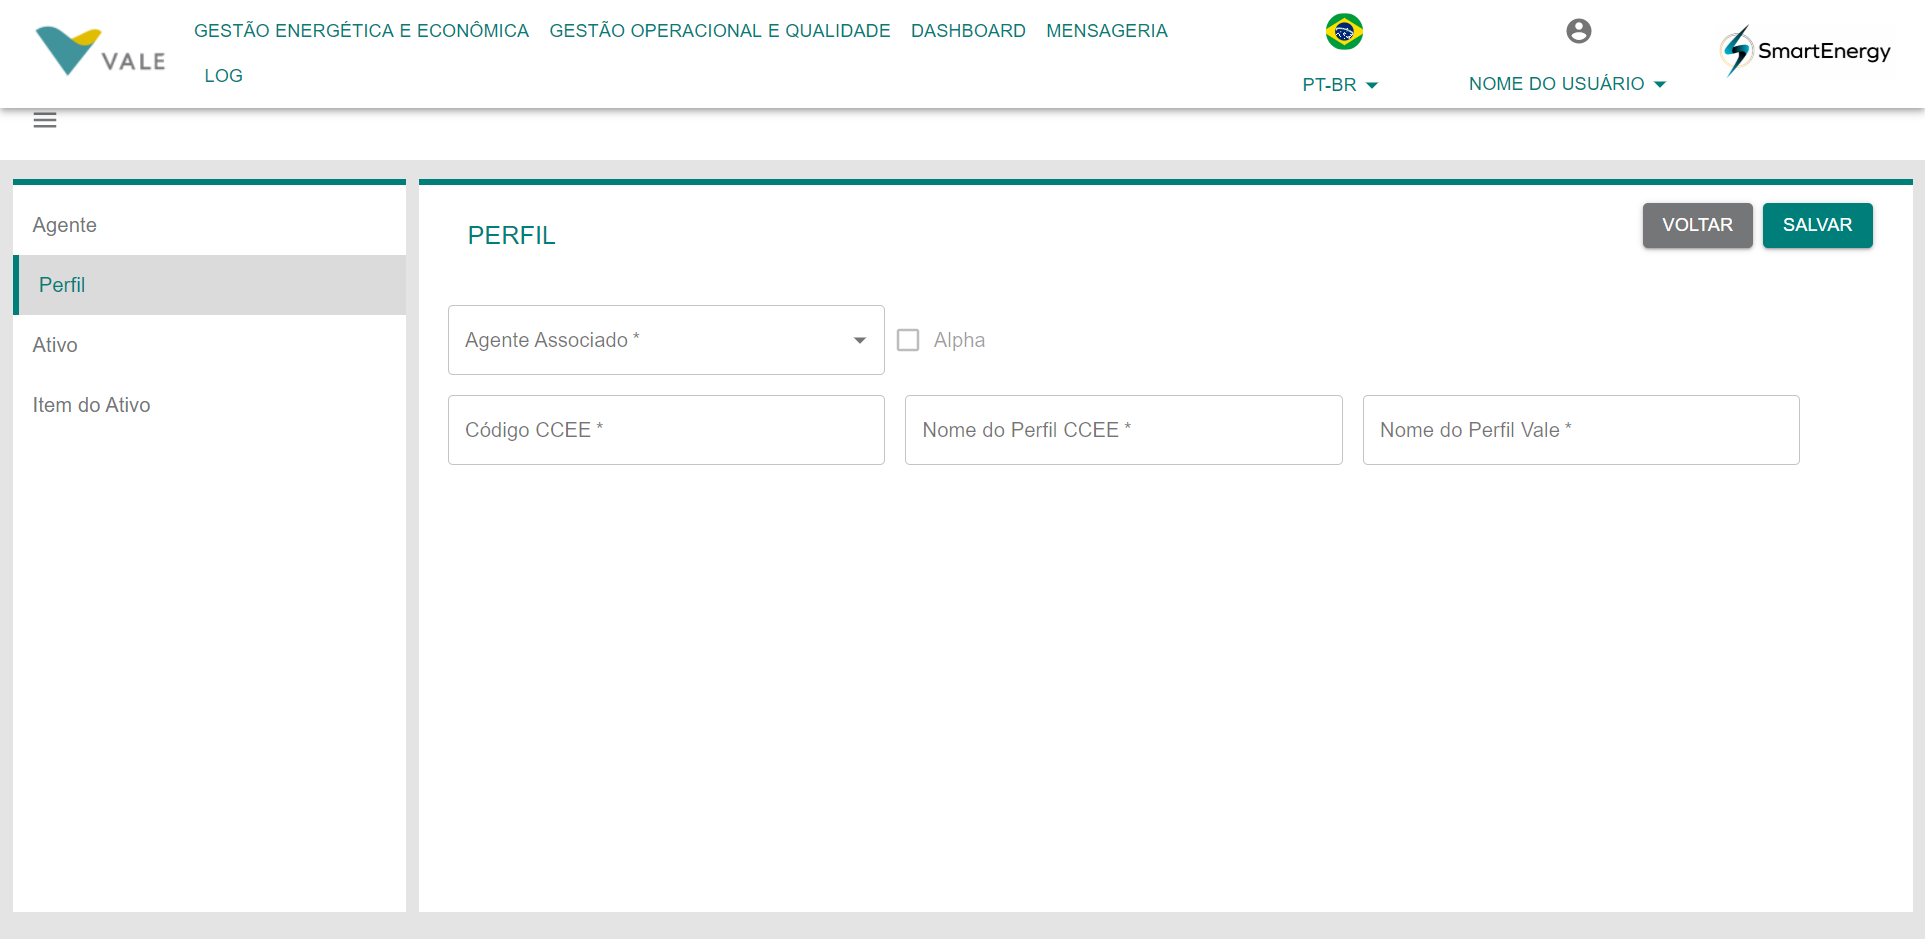 VALE
GESTÃO ENERGÉTICA E ECONÔMICA
GESTÃO OPERACIONAL E QUALIDADE
DASHBOARD
MENSAGERIA
LOG
PT-BR
NOME DO USUÁRIO
SmartEnergy
Agente
Perfil
Ativo
Item do Ativo
PERFIL
VOLTAR
SALVAR
Agente Associado *
Alpha
Código CCEE *
Nome do Perfil CCEE *
Nome do Perfil Vale *